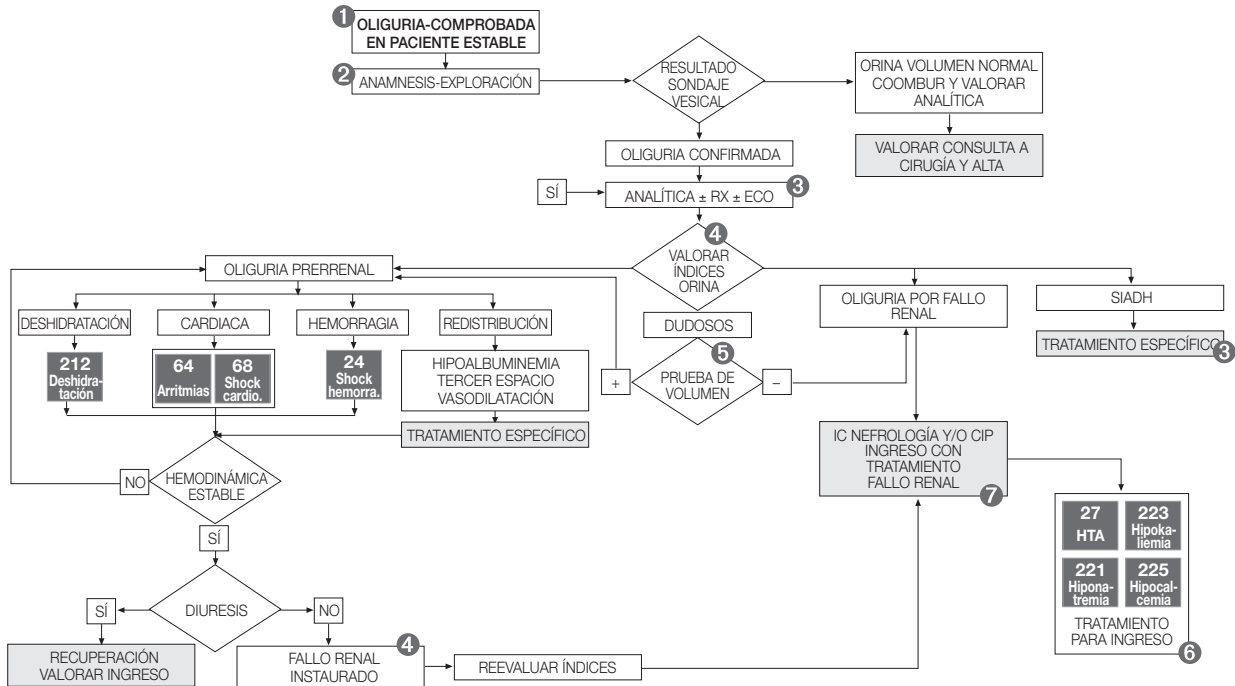 1
OLIGURIA-COMPROBADA
EN PACIENTE ESTABLE
2
ANAMNESIS-EXPLORACIÓN
RESULTADO
SONDAJE
VESICAL
ORINA VOLUMEN NORMAL
COOMBUR Y VALORAR
ANALÍTICA
VALORAR CONSULTA A
CIRUGÍA Y ALTA
OLIGURIA CONFIRMADA
SÍ
ANALÍTICA ± RX ± ECO
3
4
VALORAR
ÍNDICES
ORINA
OLIGURIA PRERRENAL
OLIGURIA POR FALLO
RENAL
SIADH
TRATAMIENTO ESPECÍFICO
3
DESHIDRATACIÓN
CARDIACA
HEMORRAGIA
REDISTRIBUCIÓN
DUDOSOS
212
Deshidra-
tación
64
Arritmias
68
Shock
cardio.
24
Shock
hemorra.
HIPOALBUMINEMIA
TERCER ESPACIO
VASODILATACIÓN
5
+
PRUEBA DE
VOLUMEN
–
TRATAMIENTO ESPECÍFICO
IC NEFROLOGÍA Y/O CIP
INGRESO CON
TRATAMIENTO
FALLO RENAL
7
NO
HEMODINÁMICA
ESTABLE
SÍ
27
HTA
223
Hipoka-
liemia
221
Hipona-
tremia
225
Hipocal-
cemia
TRATAMIENTO
PARA INGRESO
6
SÍ
DIURESIS
NO
RECUPERACIÓN
VALORAR INGRESO
4
FALLO RENAL
INSTAURADO
REEVALUAR ÍNDICES